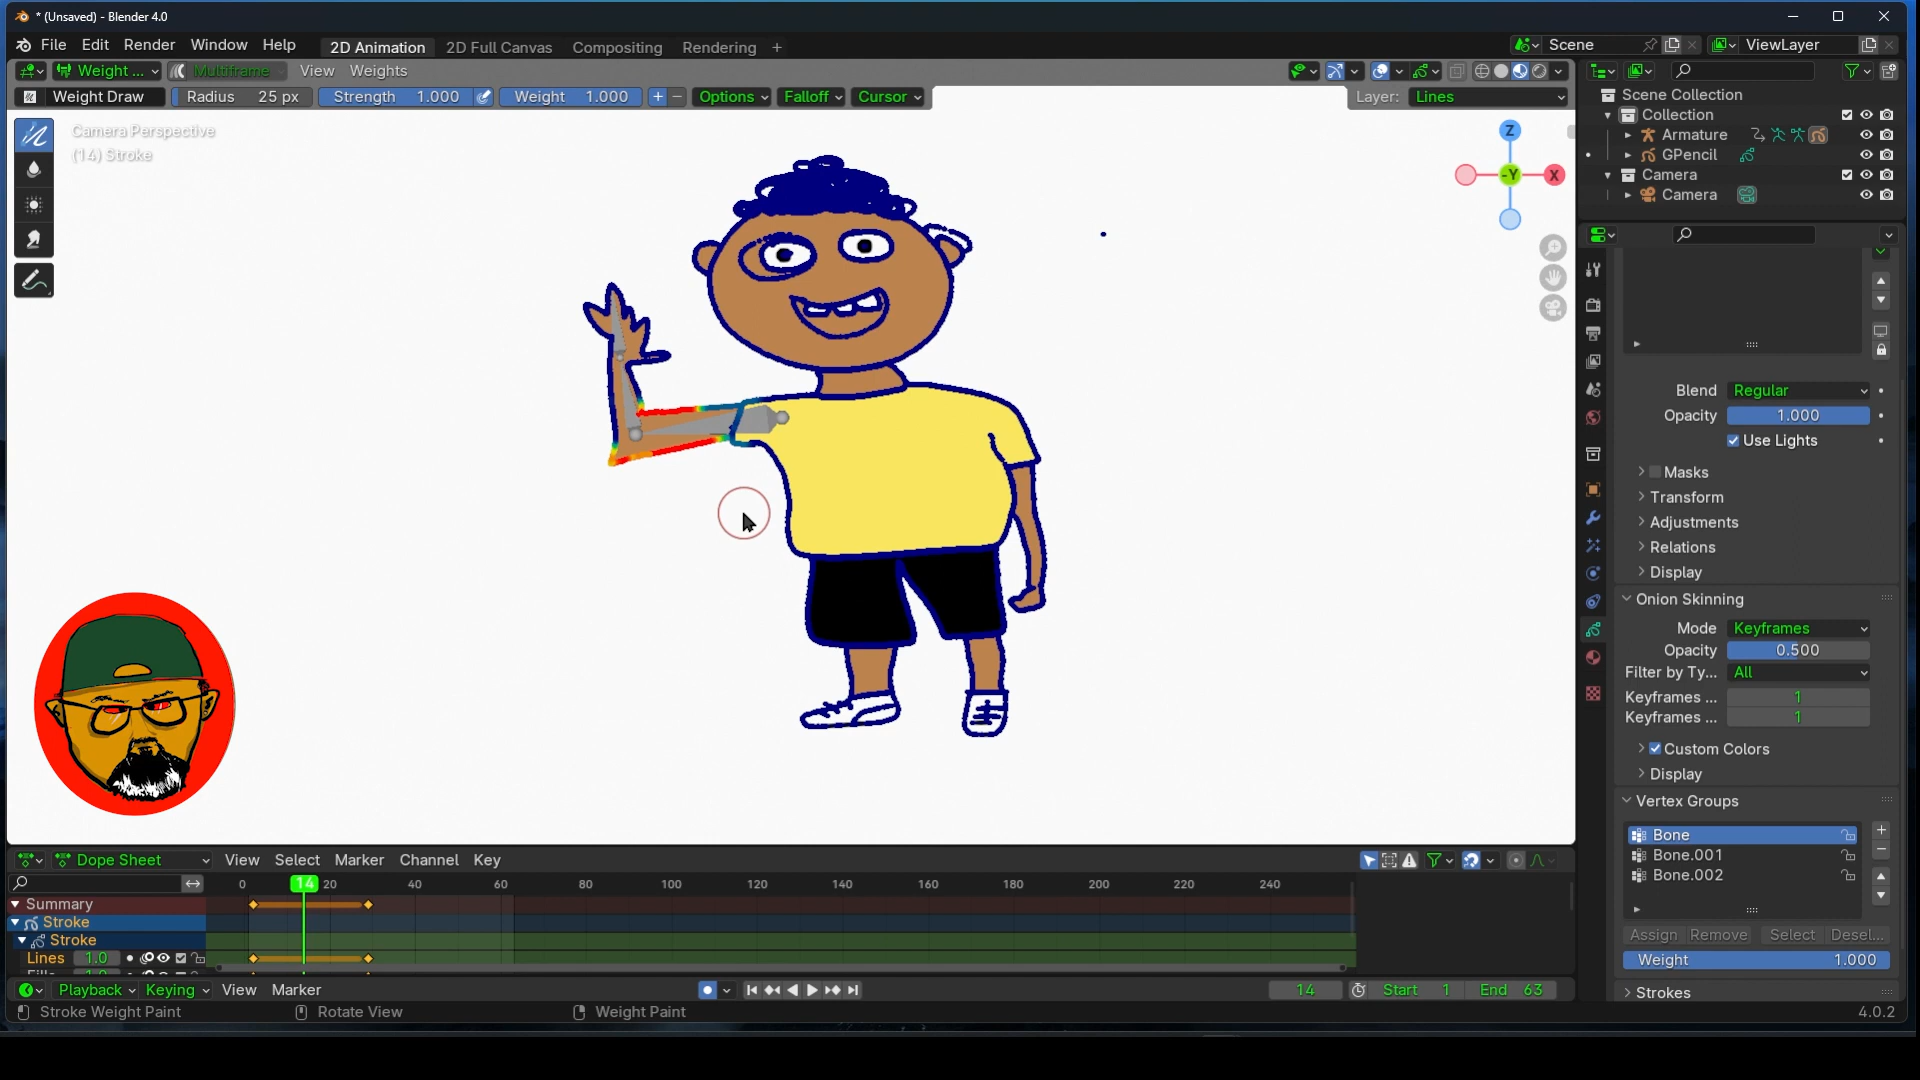 * (Unsaved) - Blender 4.0
File Edit Render Window Help 2D Animation 2D Full Canvas Compositing Rendering + Scene ViewLayer
Weight ... Multiframe View Weights
Weight Draw Radius 25 px Strength 1.000 Weight 1.000 + − Options Falloff Cursor Layer: Lines
Camera Perspective
(14) Stroke
Z
-Y
X
Scene Collection
Collection
Armature
GPencil
Camera
Camera
Blend Regular
Opacity 1.000
Use Lights
Masks
Transform
Adjustments
Relations
Display
Onion Skinning
Mode Keyframes
Opacity 0.500
Filter by Ty... All
Keyframes ... 1
Keyframes ... 1
Custom Colors
Display
Vertex Groups
Bone
Bone.001
Bone.002
Assign Remove Select Desel...
Weight 1.000
Strokes
Dope Sheet View Select Marker Channel Key
0 14 20 40 60 80 100 120 140 160 180 200 220 240
Summary
Stroke
Stroke
Lines 1.0
Playback Keying View Marker 14 Start 1 End 63
Stroke Weight Paint Rotate View Weight Paint 4.0.2